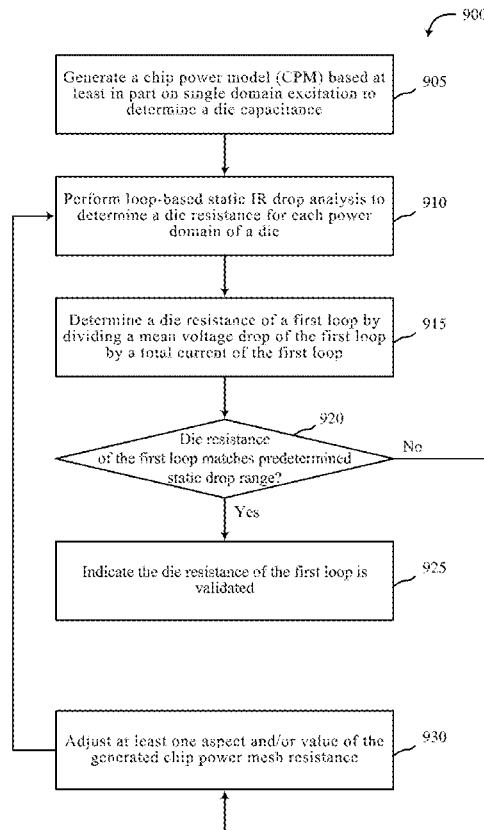 900
Generate a chip power model (CPM) based at
least in part on single domain excitation to
determine a die capacitance
905
Perform loop-based static IR drop analysis to
determine a die resistance for each power
domain of a die
910
Determine a die resistance of a first loop by
dividing a mean voltage drop of the first loop
by a total current of the first loop
915
920
Die resistance
of the first loop matches predetermined
static drop range?
No
Yes
Indicate the die resistance of the first loop is
validated
925
Adjust at least one aspect and/or value of the
generated chip power mesh resistance
930